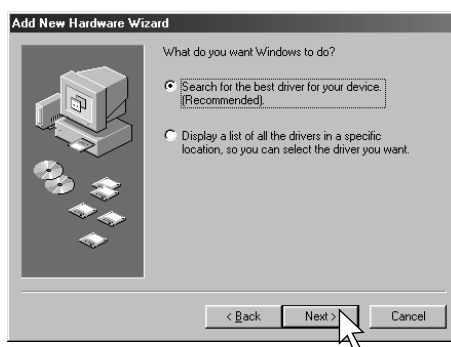 Add New Hardware Wizard
What do you want Windows to do?
Search for the best driver for your device.
(Recommended).
Display a list of all the drivers in a specific
location, so you can select the driver you want.
< Back
Next >
Cancel